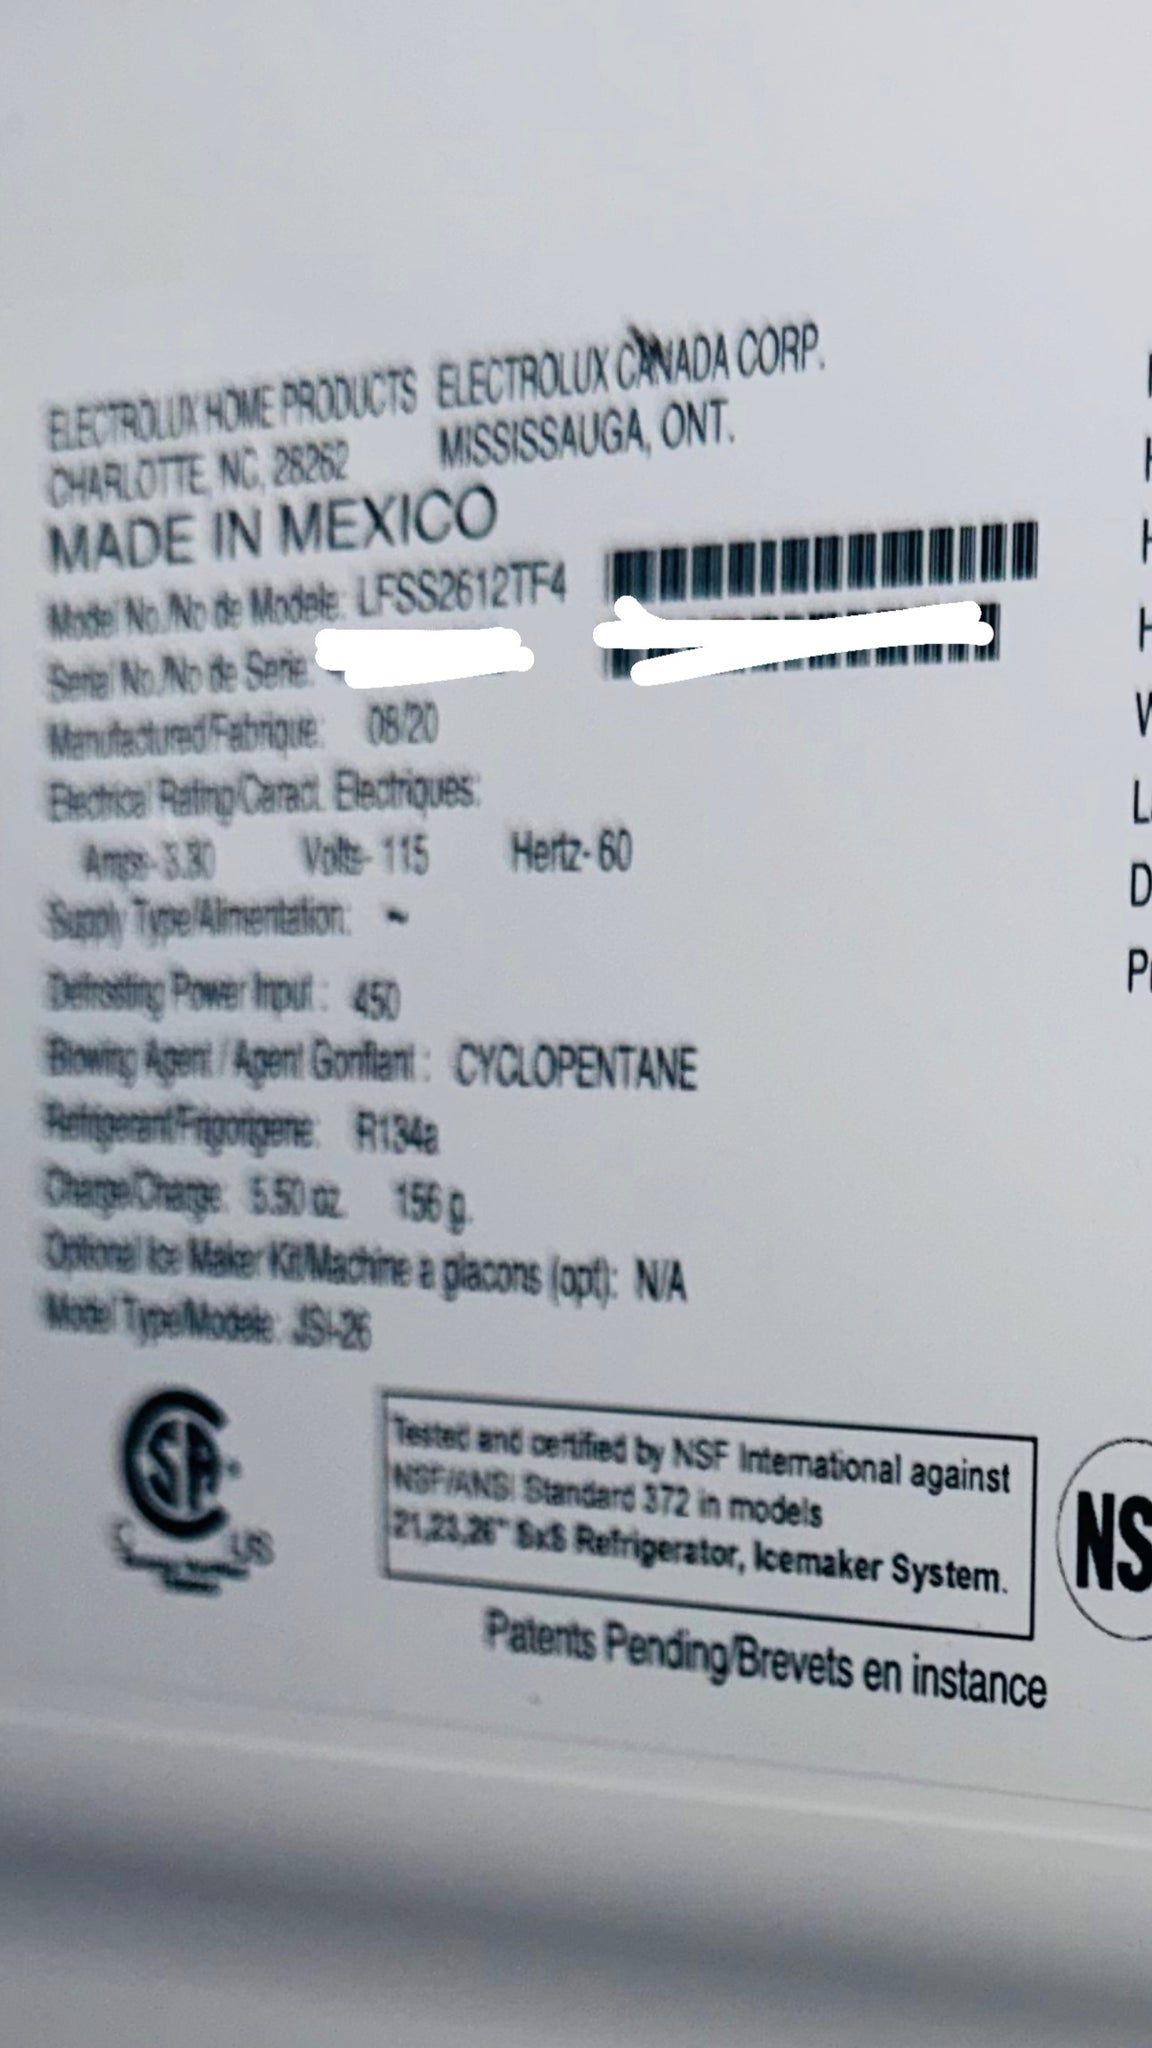 ELECTROLUX HOME PRODUCTS ELECTROLUX CANADA CORP.
CHARLOTTE, NC, 28262 MISSISSAUGA, ONT.
MADE IN MEXICO
Model No./No de Modele: LFSS2612TF4
Serial No./No de Serie:
Manufactured/Fabrique: 08/20
Electrical Rating/Caract. Electriques:
Amps- 3.30 Volts- 115 Hertz- 60
Supply Type/Alimentation: ~
Defrosting Power Input : 450
Blowing Agent / Agent Gonflant : CYCLOPENTANE
Refrigerant/Frigorigene: R134a
Charge/Charge: 5.50 oz. 156 g.
Optional Ice Maker Kit/Machine a glacons (opt): N/A
Model Type/Modele: JSI-26
SA
C US
Tested and certified by NSF International against
NSF/ANSI Standard 372 in models
21,23,26" SxS Refrigerator, Icemaker System.
NS
Patents Pending/Brevets en instance